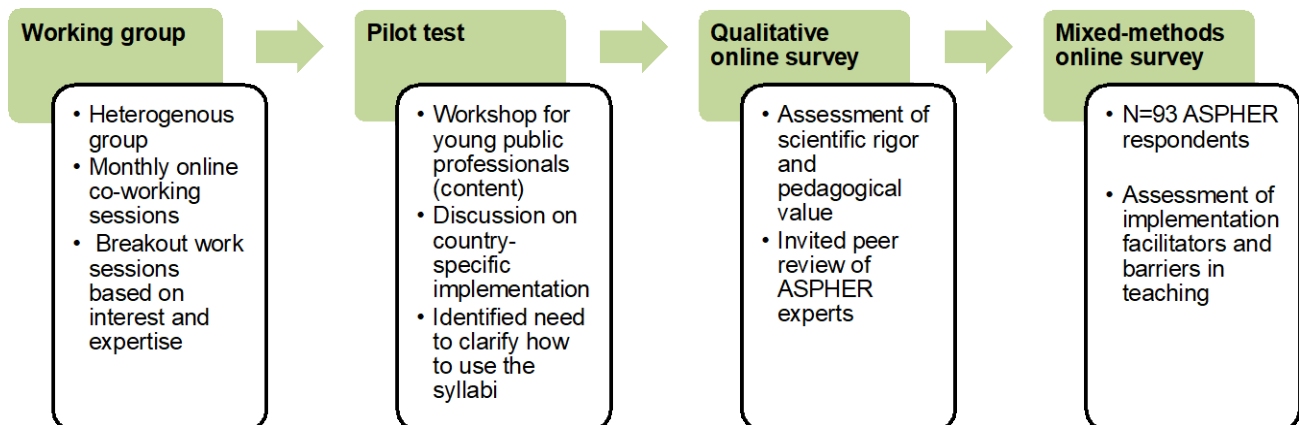 Working group
• Heterogenous
group
• Monthly online
co-working
sessions
• Breakout work
sessions
based on
interest and
expertise
Pilot test
• Workshop for
young public
professionals
(content)
• Discussion on
country-
specific
implementation
• Identified need
to clarify how
to use the
syllabi
Qualitative
online survey
• Assessment of
scientific rigor
and
pedagogical
value
• Invited peer
review of
ASPHER
experts
Mixed-methods
online survey
• N=93 ASPHER
respondents
• Assessment of
implementation
facilitators and
barriers in
teaching